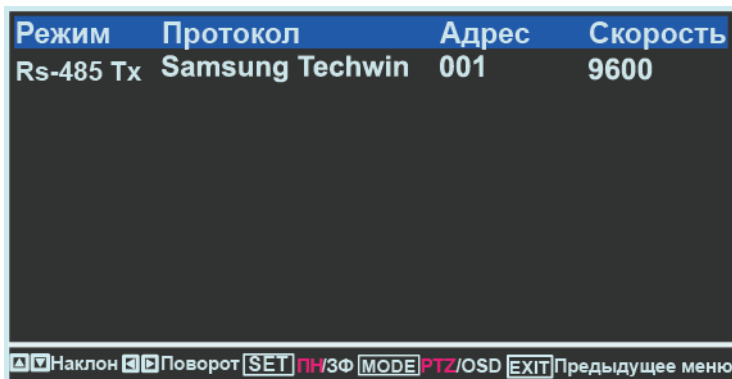 Режим Протокол Адрес Скорость
Rs-485 Tx Samsung Techwin 001 9600
Наклон Поворот SET ПН/ЗФ MODE PTZ/OSD EXIT Предыдущее меню